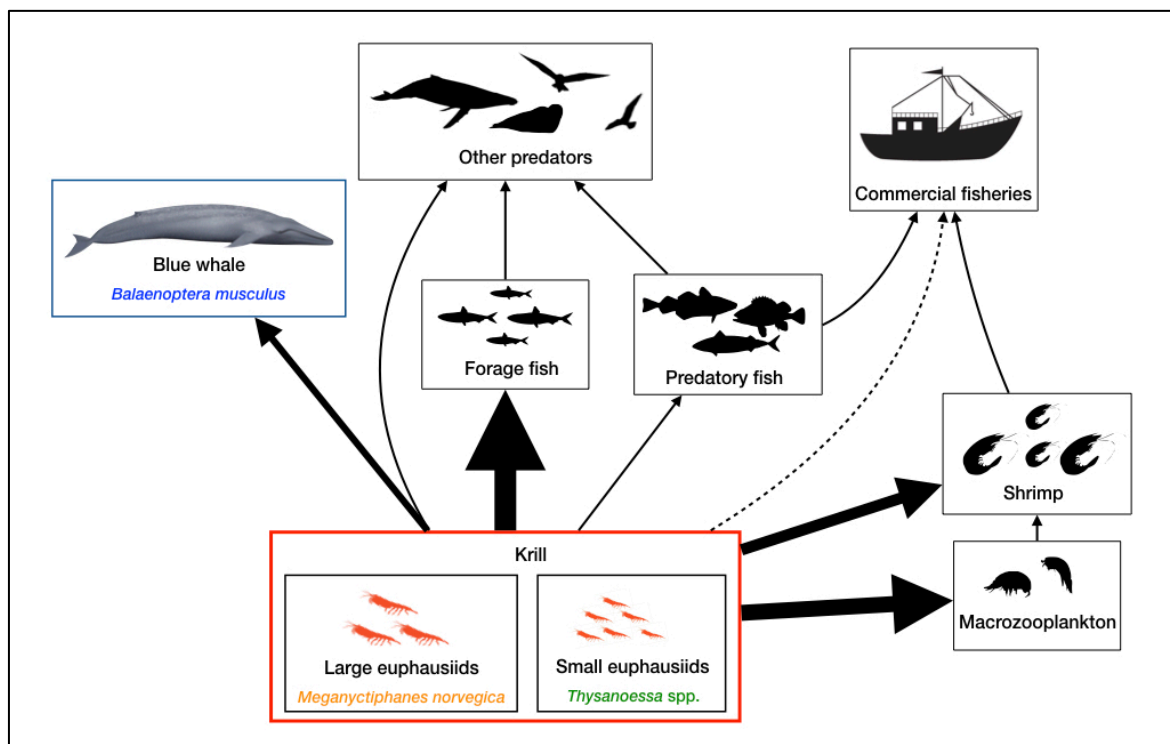 Other predators
Commercial fisheries
Blue whale
Balaenoptera musculus
Forage fish
Predatory fish
Shrimp
Krill
Macrozooplankton
Large euphausiids
Meganyctiphanes norvegica
Small euphausiids
Thysanoessa spp.